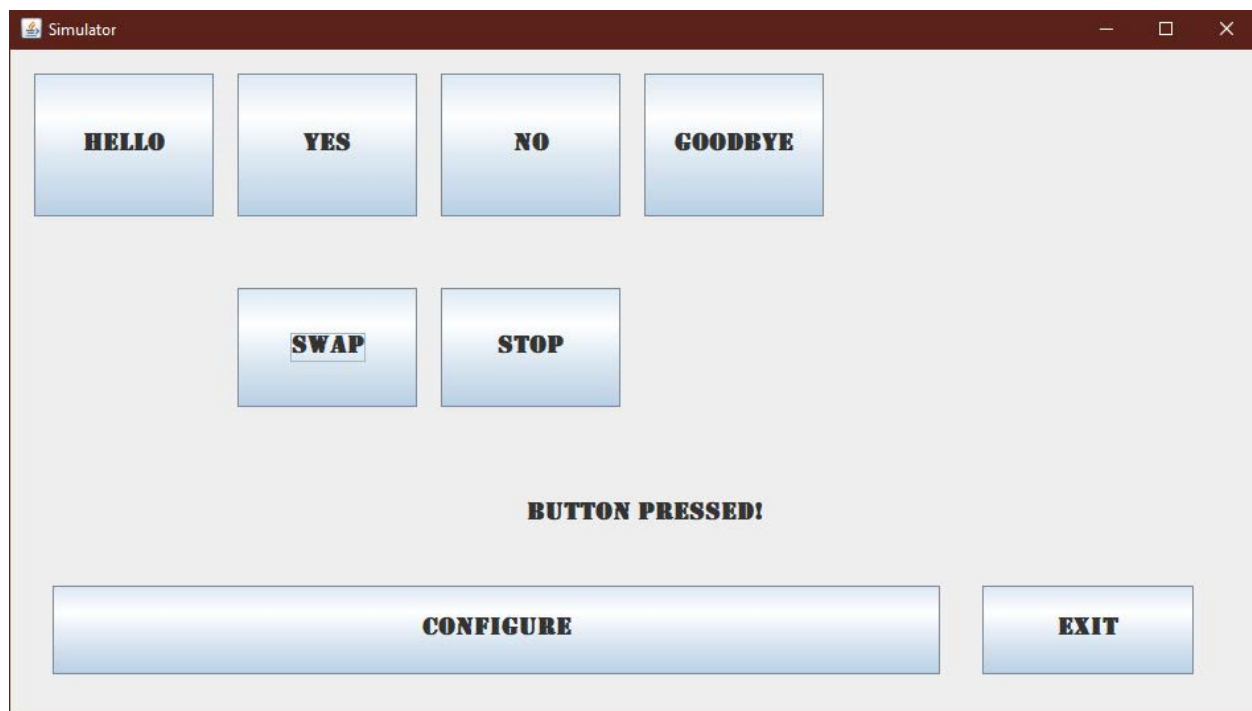 Simulator
HELLO YES NO GOODBYE
SWAP STOP
BUTTON PRESSED!
CONFIGURE EXIT